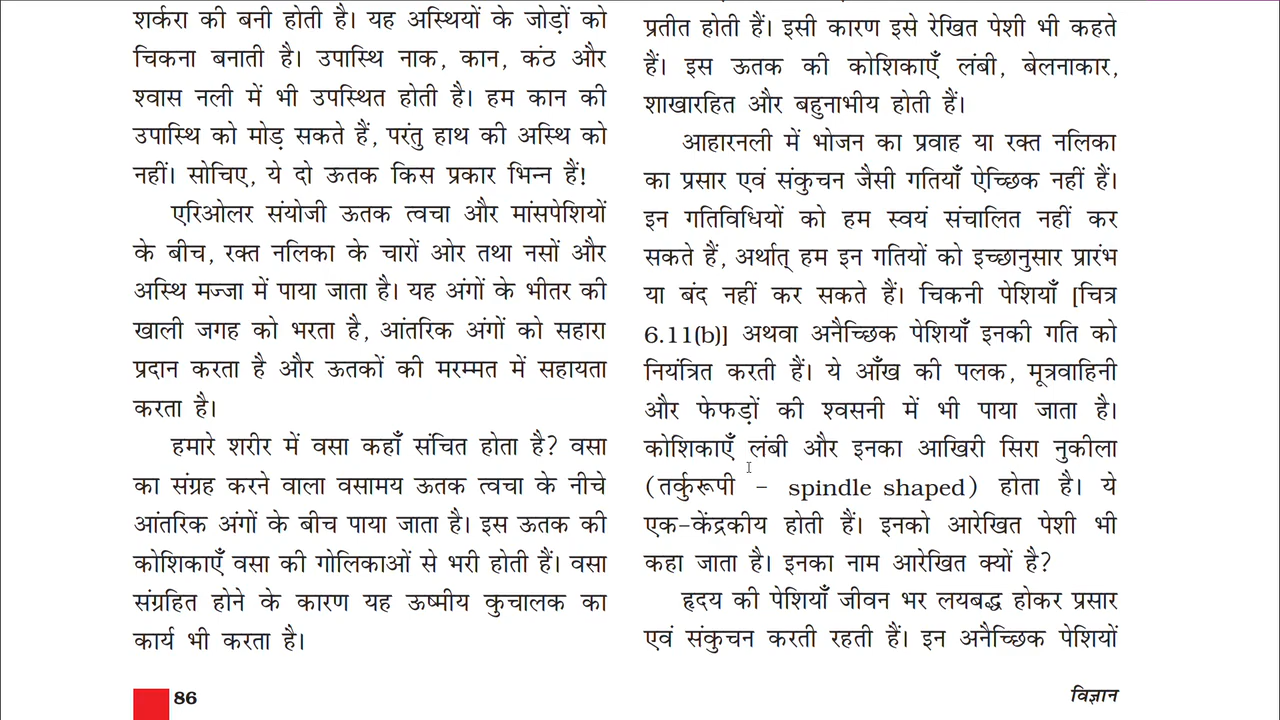 शर्करा की बनी होती है। यह अस्थियों के जोड़ों को
चिकना बनाती है। उपास्थि नाक, कान, कंठ और
श्वास नली में भी उपस्थित होती है। हम कान की
उपास्थि को मोड़ सकते हैं, परंतु हाथ की अस्थि को
नहीं। सोचिए, ये दो ऊतक किस प्रकार भिन्न हैं!
एरिओलर संयोजी ऊतक त्वचा और मांसपेशियों
के बीच, रक्त नलिका के चारों ओर तथा नसों और
अस्थि मज्जा में पाया जाता है। यह अंगों के भीतर की
खाली जगह को भरता है, आंतरिक अंगों को सहारा
प्रदान करता है और ऊतकों की मरम्मत में सहायता
करता है।
हमारे शरीर में वसा कहाँ संचित होता है? वसा
का संग्रह करने वाला वसामय ऊतक त्वचा के नीचे
आंतरिक अंगों के बीच पाया जाता है। इस ऊतक की
कोशिकाएँ वसा की गोलिकाओं से भरी होती हैं। वसा
संग्रहित होने के कारण यह ऊष्मीय कुचालक का
कार्य भी करता है।
प्रतीत होती हैं। इसी कारण इसे रेखित पेशी भी कहते
हैं। इस ऊतक की कोशिकाएँ लंबी, बेलनाकार,
शाखारहित और बहुनाभीय होती हैं।
आहारनली में भोजन का प्रवाह या रक्त नलिका
का प्रसार एवं संकुचन जैसी गतियाँ ऐच्छिक नहीं हैं।
इन गतिविधियों को हम स्वयं संचालित नहीं कर
सकते हैं, अर्थात् हम इन गतियों को इच्छानुसार प्रारंभ
या बंद नहीं कर सकते हैं। चिकनी पेशियाँ [चित्र
6.11(b)] अथवा अनैच्छिक पेशियाँ इनकी गति को
नियंत्रित करती हैं। ये आँख की पलक, मूत्रवाहिनी
और फेफड़ों की श्वसनी में भी पाया जाता है।
कोशिकाएँ लंबी और इनका आखिरी सिरा नुकीला
(तर्कुरूपी – spindle shaped) होता है। ये
एक-केंद्रकीय होती हैं। इनको आरेखित पेशी भी
कहा जाता है। इनका नाम आरेखित क्यों है?
हृदय की पेशियाँ जीवन भर लयबद्ध होकर प्रसार
एवं संकुचन करती रहती हैं। इन अनैच्छिक पेशियों
86
विज्ञान